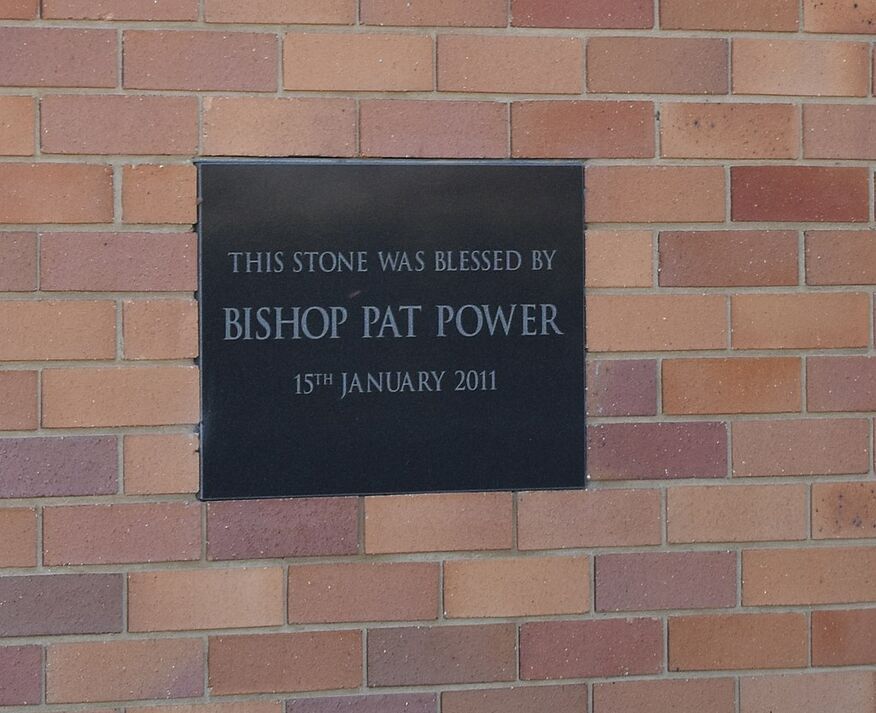 THIS STONE WAS BLESSED BY
BISHOP PAT POWER
15TH JANUARY 2011